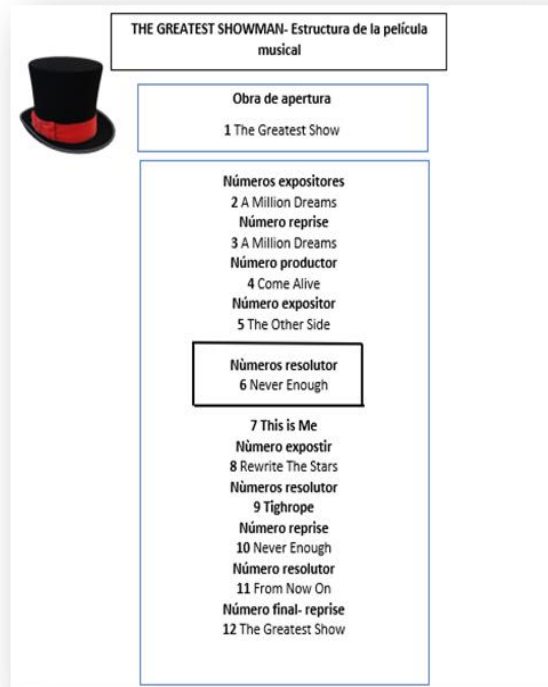 THE GREATEST SHOWMAN- Estructura de la película
musical
Obra de apertura
1 The Greatest Show
Números expositores
2 A Million Dreams
Número reprise
3 A Million Dreams
Número productor
4 Come Alive
Número expositor
5 The Other Side
Nùmeros resolutor
6 Never Enough
7 This is Me
Nùmero expostir
8 Rewrite The Stars
Nùmeros resolutor
9 Tighrope
Número reprise
10 Never Enough
Número resolutor
11 From Now On
Número final- reprise
12 The Greatest Show